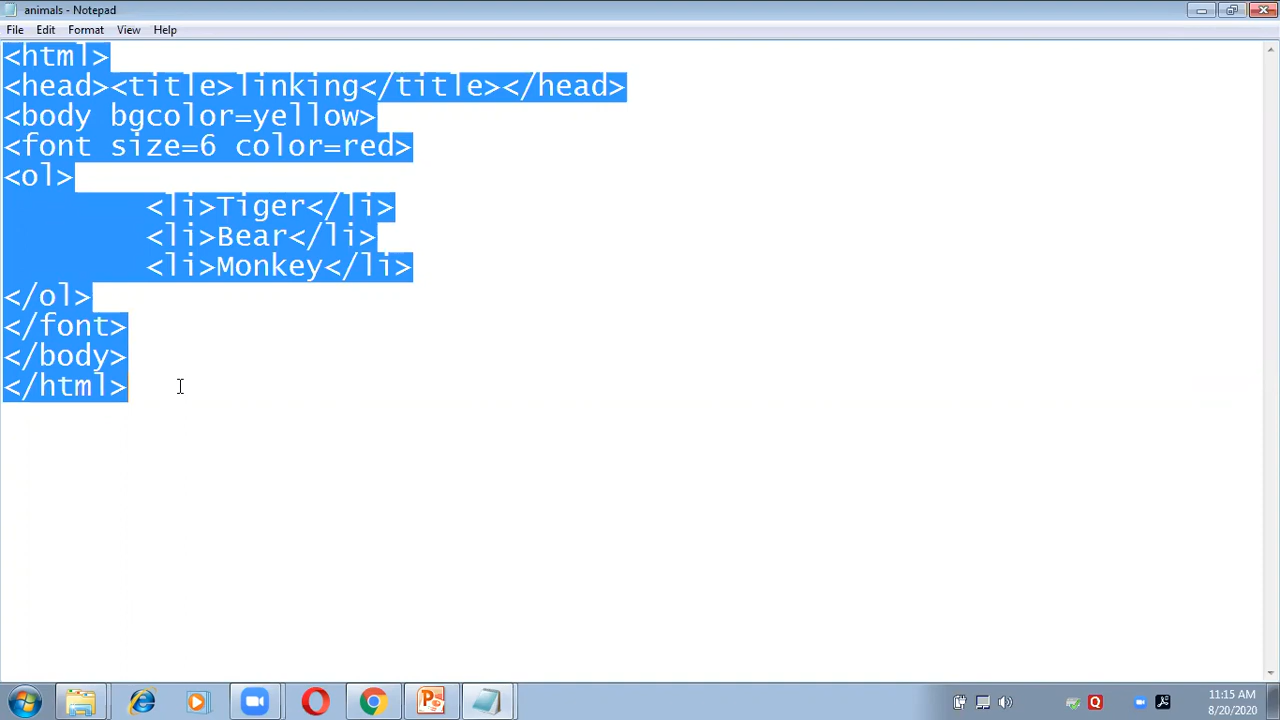 animals - Notepad
File Edit Format View Help
<html>
<head><title>linking</title></head>
<body bgcolor=yellow>
<font size=6 color=red>
<ol>
<li>Tiger</li>
<li>Bear</li>
<li>Monkey</li>
</ol>
</font>
</body>
</html>
11:15 AM
8/20/2020